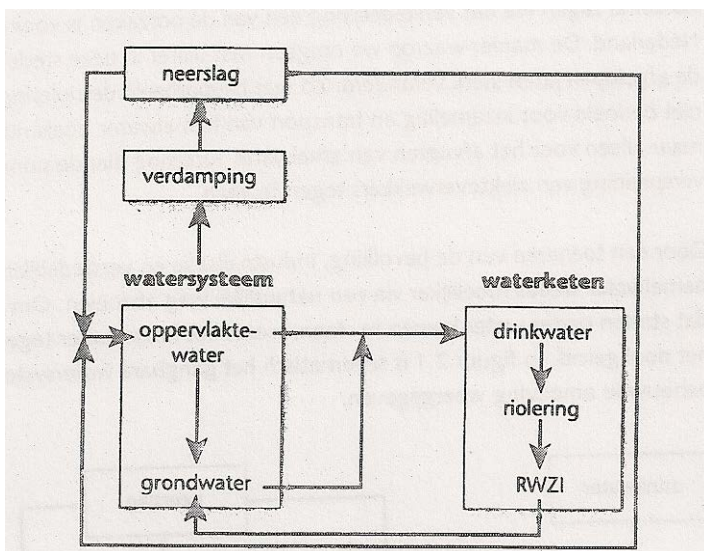 neerslag
verdamping
watersysteem
waterketen
oppervlakte-
water
drinkwater
riolering
grondwater
RWZI